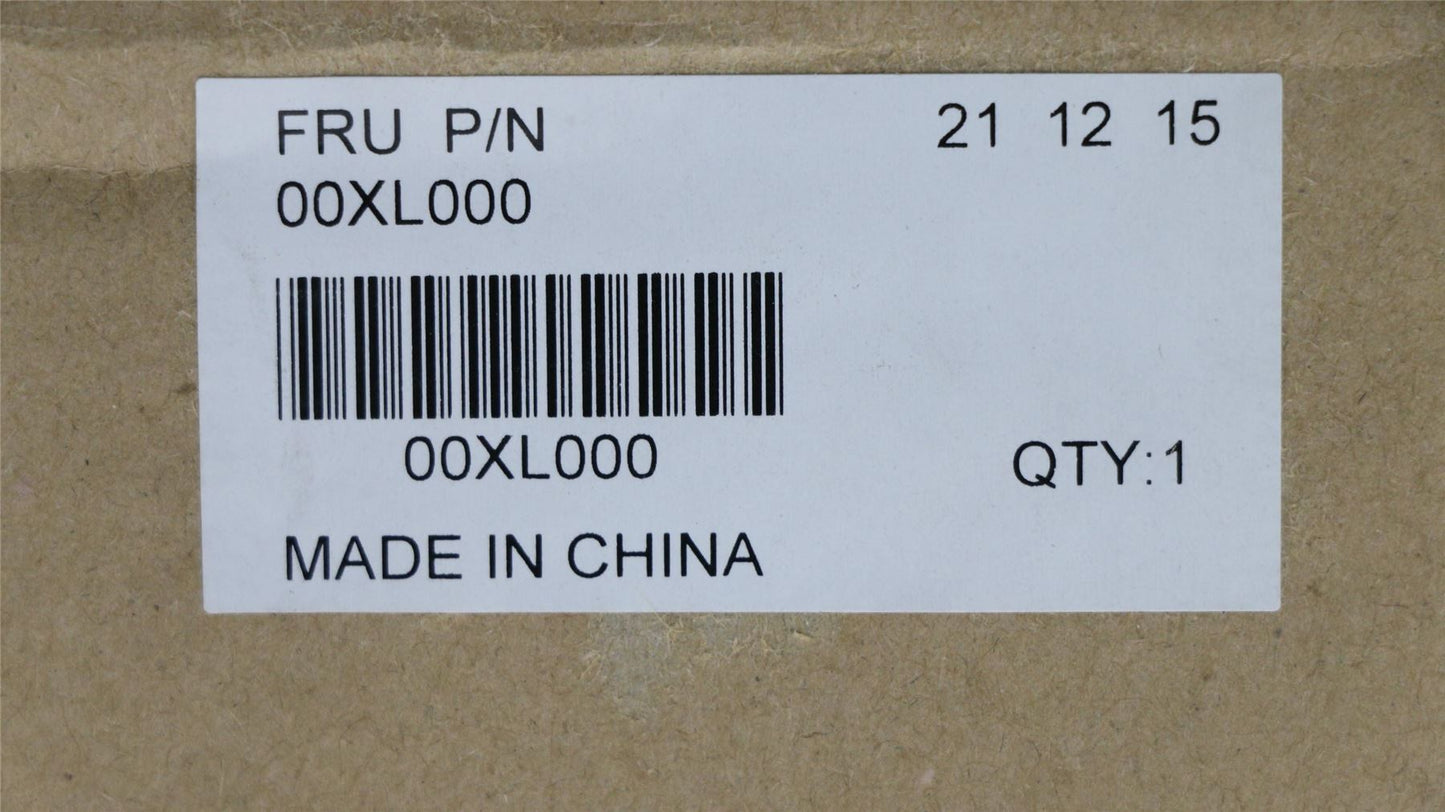 FRU P/N 21 12 15
00XL000
00XL000
QTY:1
MADE IN CHINA